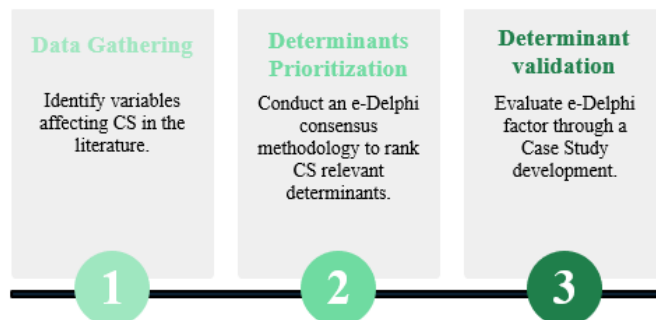 Data Gathering
Identify variables
affecting CS in the
literature.
1
Determinants
Prioritization
Conduct an e-Delphi
consensus
methodology to rank
CS relevant
determinants.
2
Determinant
validation
Evaluate e-Delphi
factor through a
Case Study
development.
3